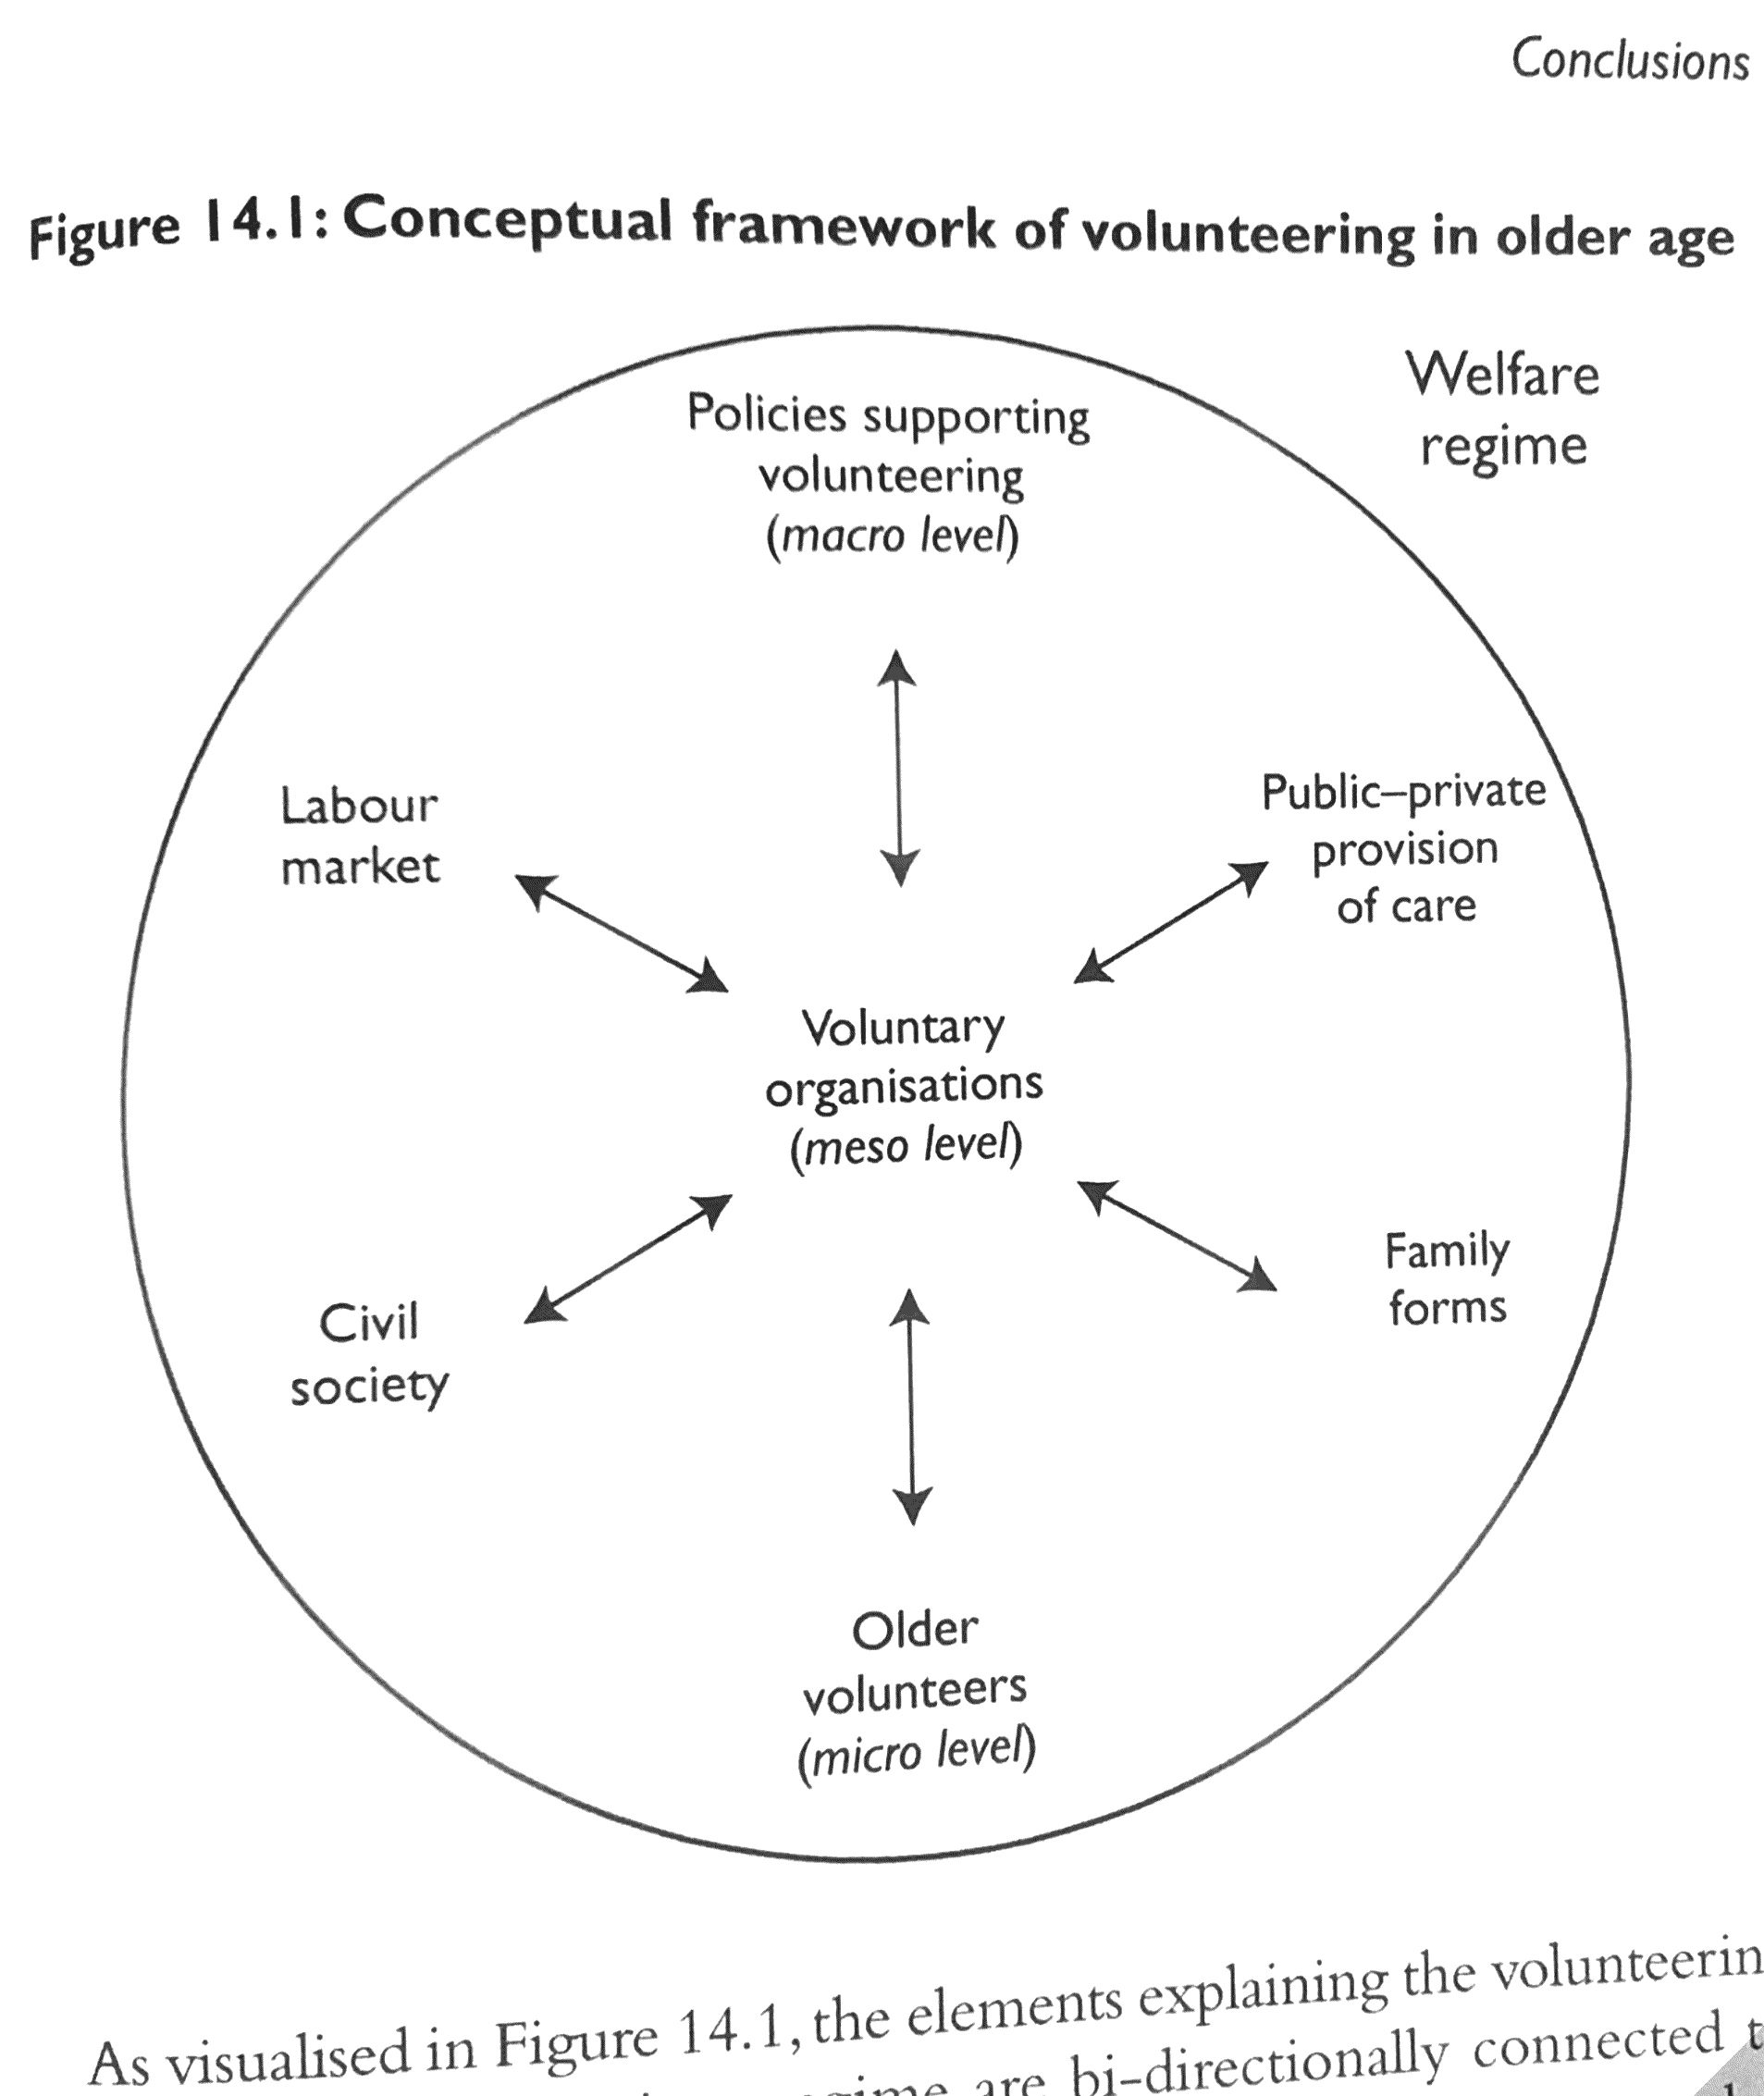 Conclusions
Figure 14.1: Conceptual framework of volunteering in older age
Welfare
regime
Policies supporting
volunteering
(macro level)
Labour
market
Public–private
provision
of care
Voluntary
organisations
(meso level)
Civil
society
Family
forms
Older
volunteers
(micro level)
As visualised in Figure 14.1, the elements explaining the volunteerin
are bi-directionally connected t